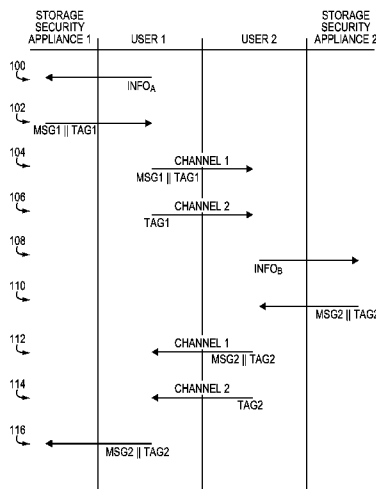 STORAGE
SECURITY
APPLIANCE 1
USER 1
USER 2
STORAGE
SECURITY
APPLIANCE 2
100
INFOA
102
MSG1 || TAG1
104
CHANNEL 1
MSG1 || TAG1
106
CHANNEL 2
TAG1
108
INFOB
110
MSG2 || TAG2
112
CHANNEL 1
MSG2 || TAG2
114
CHANNEL 2
TAG2
116
MSG2 || TAG2